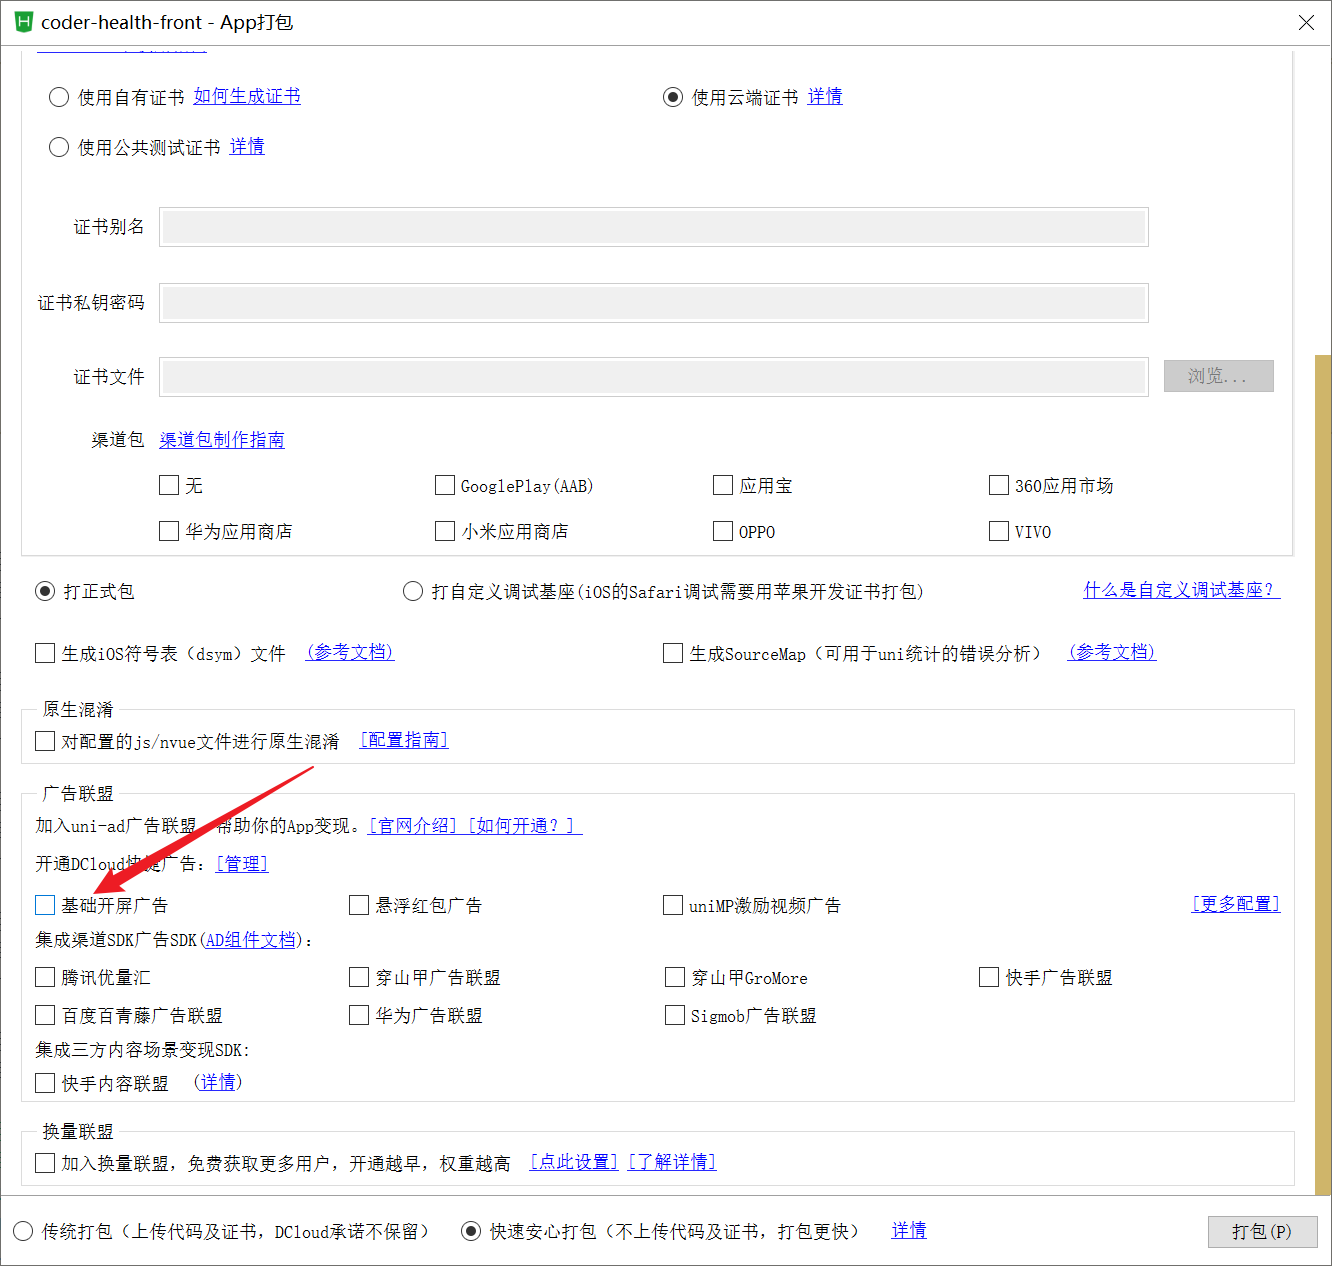 coder-health-front - App打包
使用自有证书 如何生成证书 使用云端证书 详情
使用公共测试证书 详情
证书别名
证书私钥密码
证书文件 浏览...
渠道包 渠道包制作指南
无 GooglePlay(AAB) 应用宝 360应用市场
华为应用商店 小米应用商店 OPPO VIVO
打正式包 打自定义调试基座(iOS的Safari调试需要用苹果开发证书打包) 什么是自定义调试基座?
生成iOS符号表（dsym）文件 (参考文档) 生成SourceMap（可用于uni统计的错误分析） (参考文档)
原生混淆
对配置的js/nvue文件进行原生混淆 [配置指南]
广告联盟
加入uni-ad广告联盟 帮助你的App变现。[官网介绍] [如何开通？]
开通DCloud快捷广告: [管理]
基础开屏广告 悬浮红包广告 uniMP激励视频广告 [更多配置]
集成渠道SDK广告SDK(AD组件文档):
腾讯优量汇 穿山甲广告联盟 穿山甲GroMore 快手广告联盟
百度百青藤广告联盟 华为广告联盟 Sigmob广告联盟
集成三方内容场景变现SDK:
快手内容联盟 (详情)
换量联盟
加入换量联盟，免费获取更多用户，开通越早，权重越高 [点此设置] [了解详情]
传统打包（上传代码及证书，DCloud承诺不保留） 快速安心打包（不上传代码及证书，打包更快） 详情 打包(P)